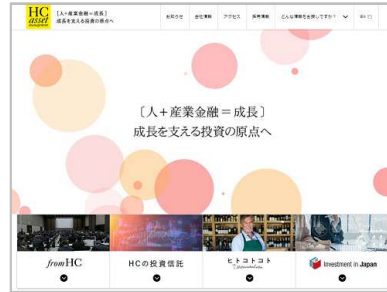 HC
asset
management
［人+産業金融＝成長］
成長を支える投資の原点へ
お知らせ 会社情報 アクセス 採用情報 どんな情報をお探しですか？
［人+産業金融＝成長］
成長を支える投資の原点へ
fromHC
HCの投資信託
ヒトコトコト
Investment in Japan